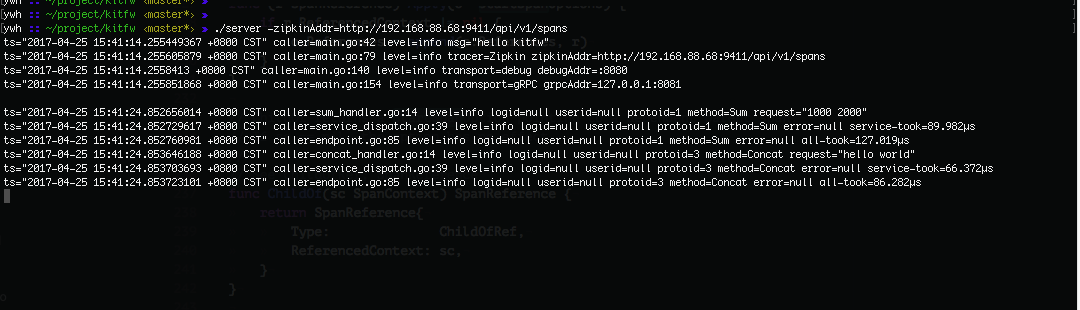 [ywh :: ~/project/kitfw ‹master*› »
[ywh :: ~/project/kitfw ‹master*› »
[ywh :: ~/project/kitfw ‹master*› » ./server -zipkinAddr=http://192.168.88.68:9411/api/v1/spans
ts="2017-04-25 15:41:14.255449367 +0800 CST" caller=main.go:42 level=info msg="hello kitfw"
ts="2017-04-25 15:41:14.255605879 +0800 CST" caller=main.go:79 level=info tracer=Zipkin zipkinAddr=http://192.168.88.68:9411/api/v1/spans
ts="2017-04-25 15:41:14.2558413 +0800 CST" caller=main.go:140 level=info transport=debug debugAddr=:8080
ts="2017-04-25 15:41:14.255851868 +0800 CST" caller=main.go:154 level=info transport=gRPC grpcAddr=127.0.0.1:8081
ts="2017-04-25 15:41:24.852656014 +0800 CST" caller=sum_handler.go:14 level=info logid=null userid=null protoid=1 method=Sum request="1000 2000"
ts="2017-04-25 15:41:24.852729617 +0800 CST" caller=service_dispatch.go:39 level=info logid=null userid=null protoid=1 method=Sum error=null service-took=89.982µs
ts="2017-04-25 15:41:24.852760981 +0800 CST" caller=endpoint.go:85 level=info logid=null userid=null protoid=1 method=Sum error=null all-took=127.019µs
ts="2017-04-25 15:41:24.853646188 +0800 CST" caller=concat_handler.go:14 level=info logid=null userid=null protoid=3 method=Concat request="hello world"
ts="2017-04-25 15:41:24.853703693 +0800 CST" caller=service_dispatch.go:39 level=info logid=null userid=null protoid=3 method=Concat error=null service-took=66.372µs
ts="2017-04-25 15:41:24.853723101 +0800 CST" caller=endpoint.go:85 level=info logid=null userid=null protoid=3 method=Concat error=null all-took=86.282µs
func ChildOf(sc SpanContext) SpanReference {
return SpanReference{
Type: ChildOfRef,
ReferencedContext: sc,
}
}